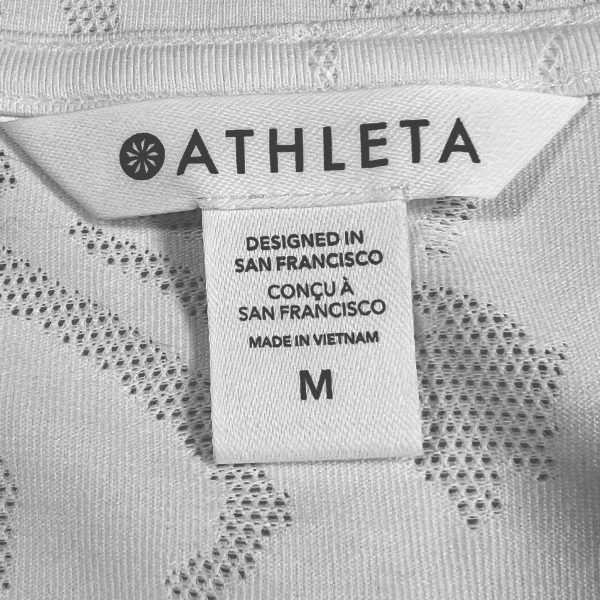 ATHLETA
DESIGNED IN
SAN FRANCISCO
CONÇU À
SAN FRANCISCO
MADE IN VIETNAM
M